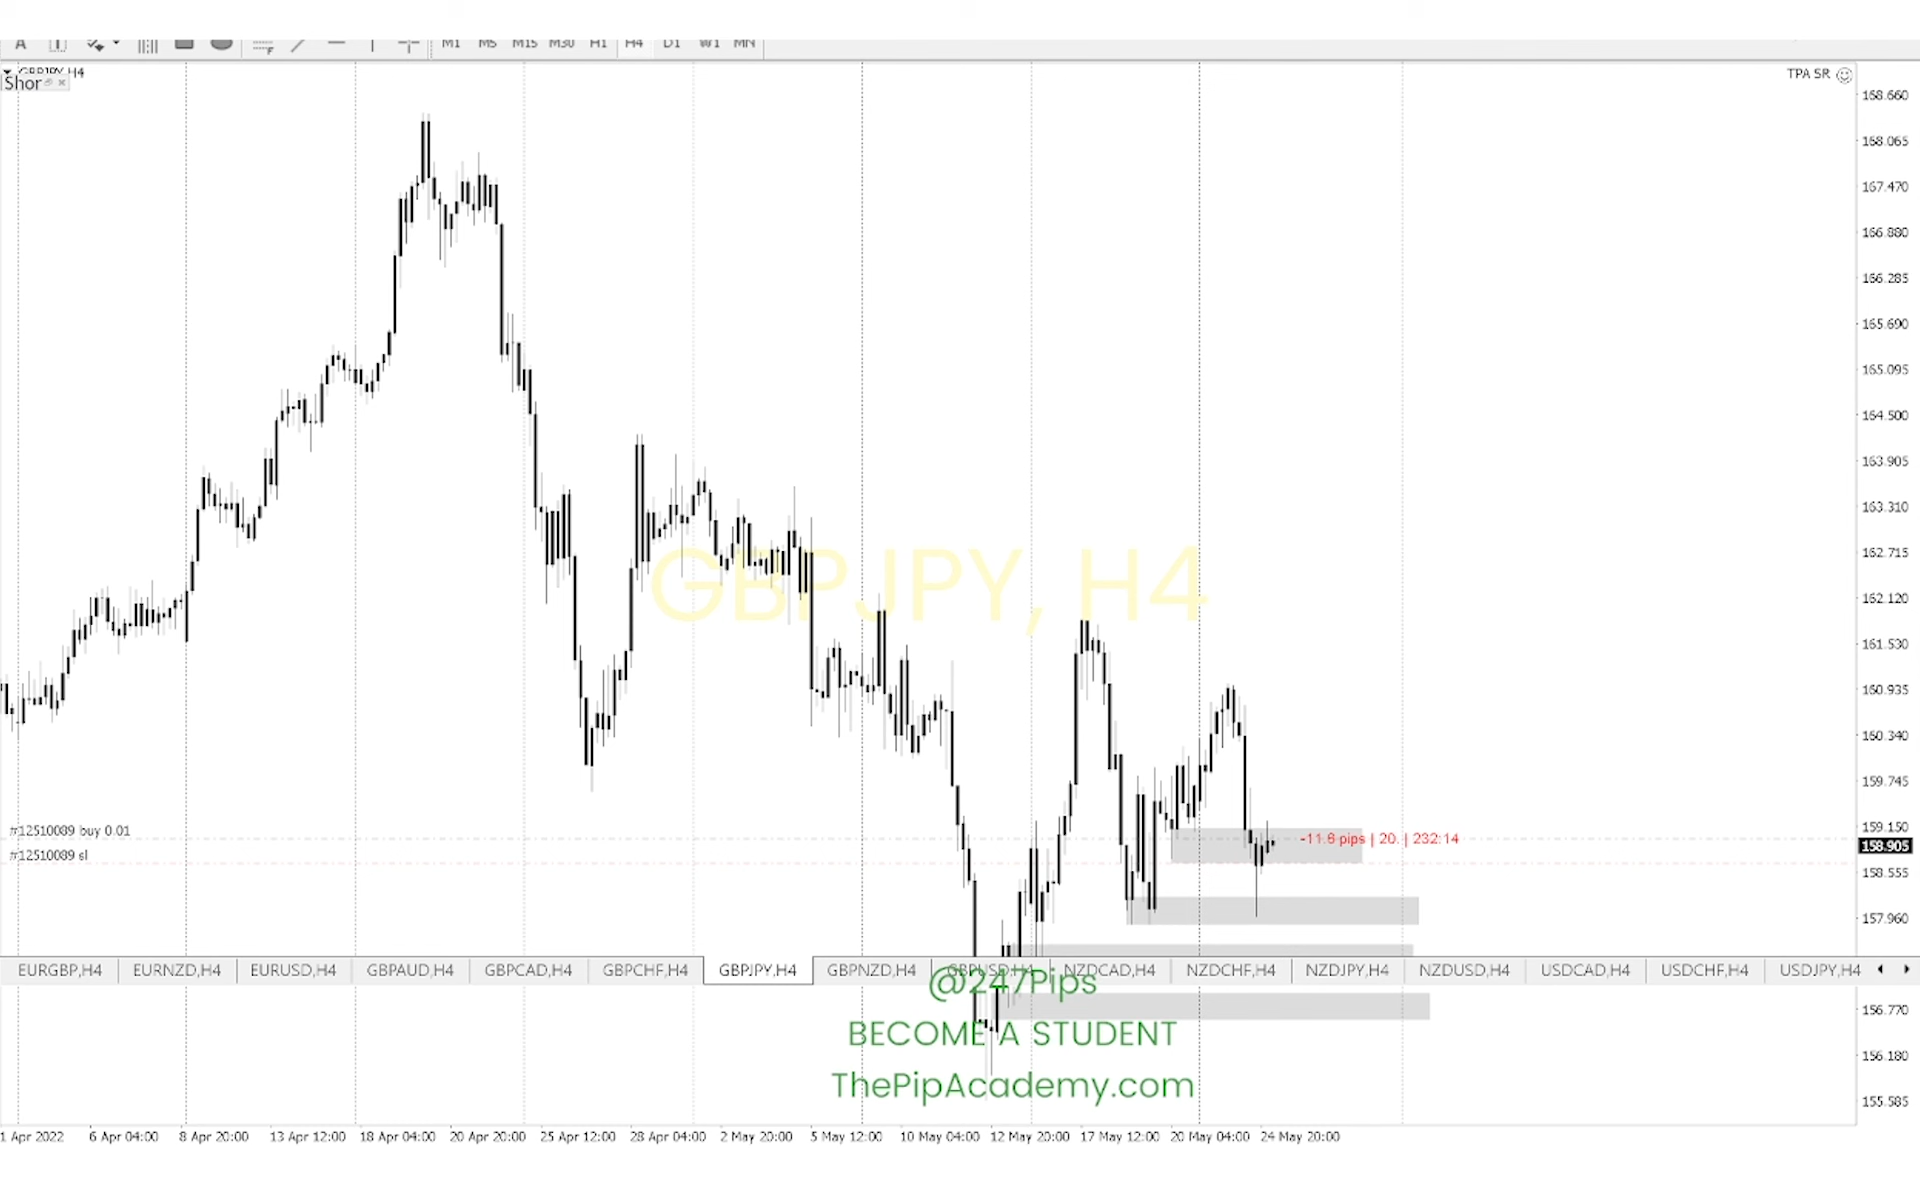 A T M1 M5 M15 M30 H1 H4 D1 W1 MN
GBPJPY,H4
Shor
TPA SR
168.660
168.065
167.470
166.880
166.285
165.690
165.095
164.500
163.905
163.310
162.715
GBPJPY, H4
162.120
161.530
160.935
160.340
159.745
159.150
#12510089 buy 0.01
-11.8 pips | 20. | 232:14
158.905
#12510089 sl
158.555
157.960
EURGBP,H4 EURNZD,H4 EURUSD,H4 GBPAUD,H4 GBPCAD,H4 GBPCHF,H4 GBPJPY,H4 GBPNZD,H4 GBPUSD,H4 NZDCAD,H4 NZDCHF,H4 NZDJPY,H4 NZDUSD,H4 USDCAD,H4 USDCHF,H4 USDJPY,H4
@247Pips
156.770
BECOME A STUDENT
156.180
ThePipAcademy.com
155.585
1 Apr 2022 6 Apr 04:00 8 Apr 20:00 13 Apr 12:00 18 Apr 04:00 20 Apr 20:00 25 Apr 12:00 28 Apr 04:00 2 May 20:00 5 May 12:00 10 May 04:00 12 May 20:00 17 May 12:00 20 May 04:00 24 May 20:00